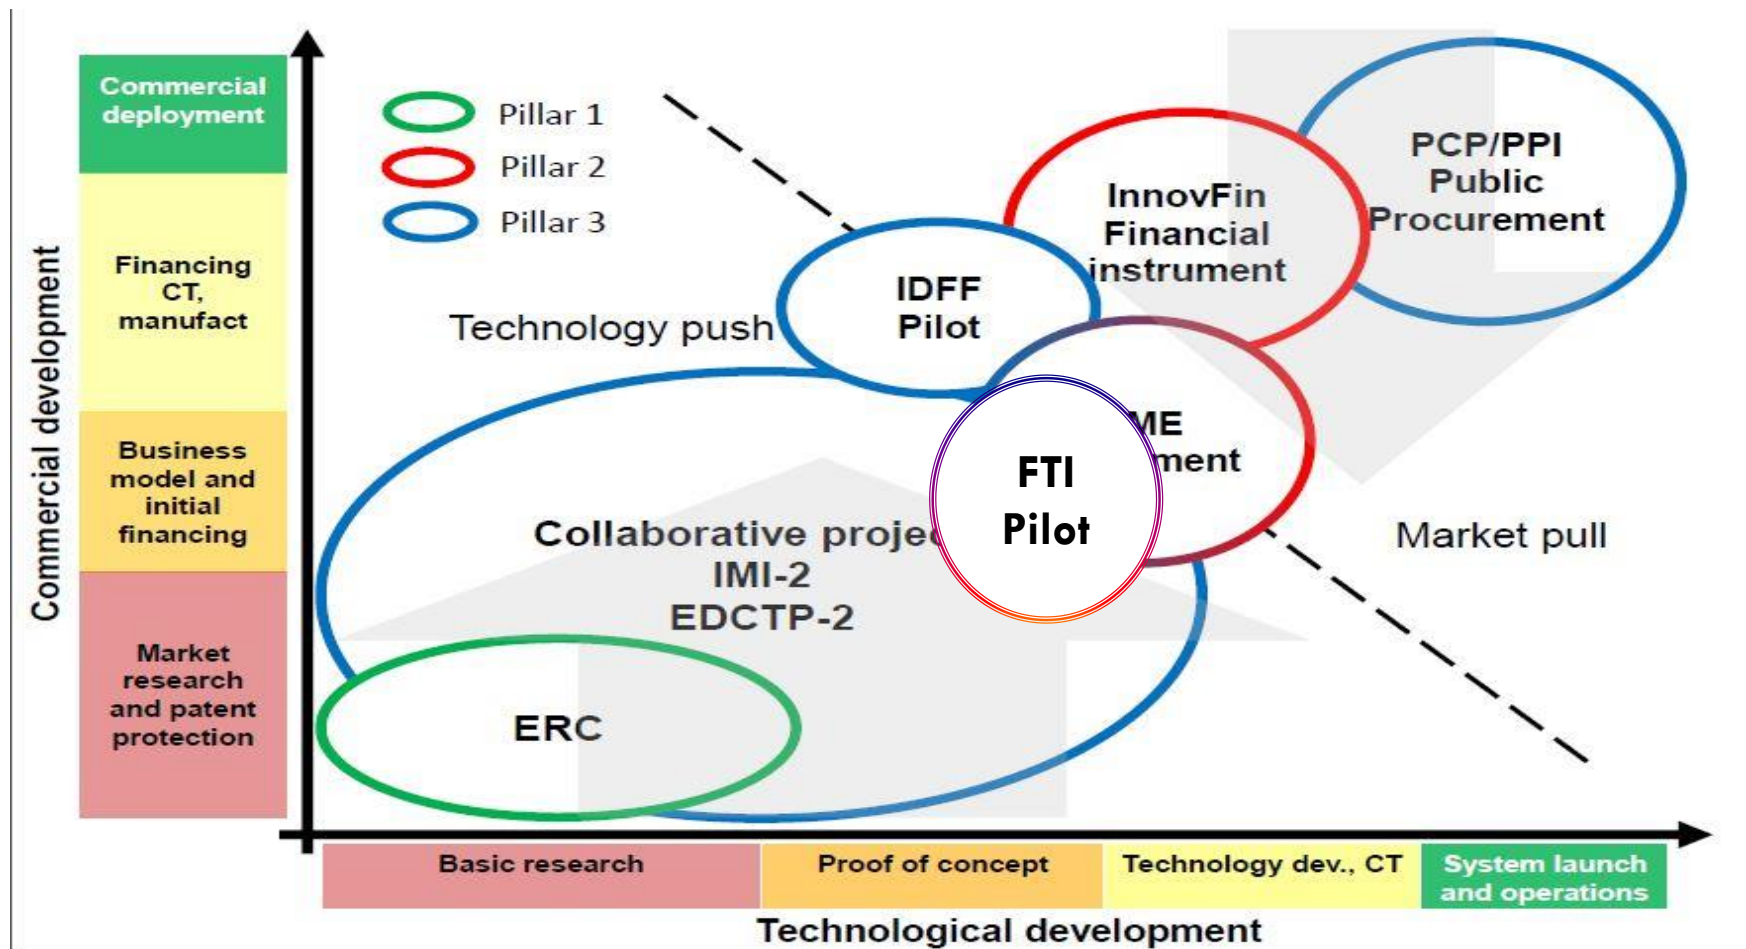 Commercial
deployment
Financing
CT,
manufact
Business
model and
initial
financing
Market
research
and patent
protection
Commercial development
Pillar 1
Pillar 2
Pillar 3
Technology push
IDFF
Pilot
InnovFin
Financial
instrument
PCP/PPI
Public
Procurement
ME
ment
FTI
Pilot
Market pull
Collaborative projec
IMI-2
EDCTP-2
ERC
Basic research
Proof of concept
Technology dev., CT
System launch
and operations
Technological development